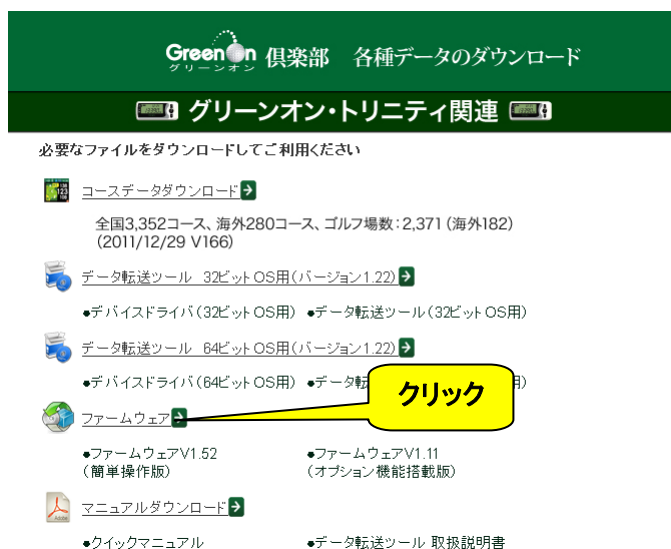 GreenOn 倶楽部 各種データのダウンロード
グリーンオン
グリーンオン・トリニティ関連
必要なファイルをダウンロードしてご利用ください
コースデータダウンロード
全国3,352コース、海外280コース、ゴルフ場数:2,371(海外182)
(2011/12/29 V166)
データ転送ツール 32ビットOS用(バージョン1.22)
●デバイスドライバ(32ビットOS用) ●データ転送ツール(32ビットOS用)
データ転送ツール 64ビットOS用(バージョン1.22)
●デバイスドライバ(64ビットOS用) ●データ転 用)
クリック
ファームウェア
●ファームウェアV1.52 ●ファームウェアV1.11
(簡単操作版) (オプション機能搭載版)
マニュアルダウンロード
●クイックマニュアル ●データ転送ツール 取扱説明書